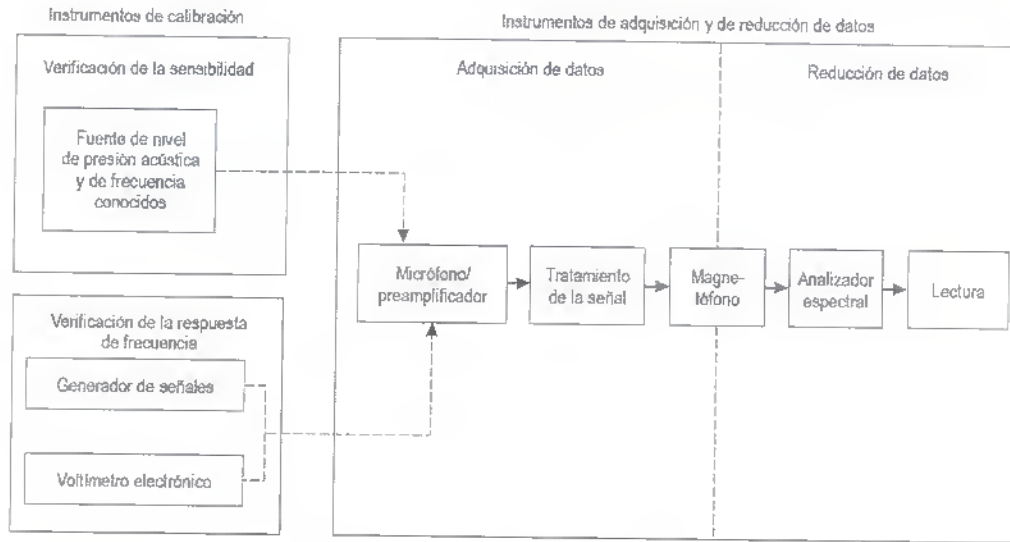 Instrumentos de calibración
Verificación de la sensibilidad
Fuente de nivel
de presión acústica
y de frecuencia
conocidos
Verificación de la respuesta
de frecuencia
Generador de señales
Voltímetro electrónico
Instrumentos de adquisición y de reducción de datos
Adquisición de datos
Reducción de datos
Micrófono/
preamplificador
Tratamiento
de la señal
Magne-
tófono
Analizador
espectral
Lectura